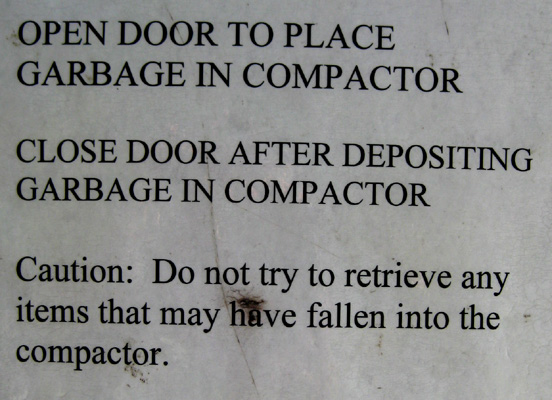 OPEN DOOR TO PLACE
GARBAGE IN COMPACTOR
CLOSE DOOR AFTER DEPOSITING
GARBAGE IN COMPACTOR
Caution:  Do not try to retrieve any
items that may have fallen into the
compactor.